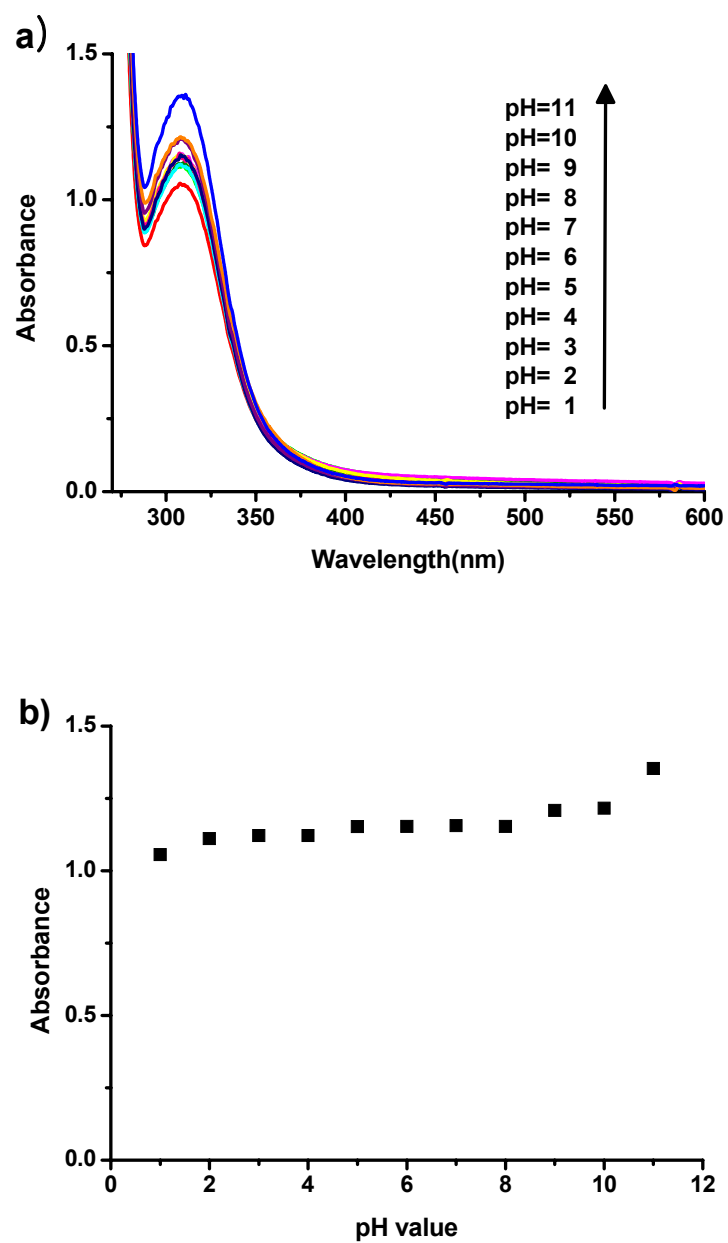 a)
1.5
1.0
0.5
0.0
Absorbance
pH=11
pH=10
pH= 9
pH= 8
pH= 7
pH= 6
pH= 5
pH= 4
pH= 3
pH= 2
pH= 1
300 350 400 450 500 550 600
Wavelength(nm)
b)
1.5
1.0
0.5
0.0
Absorbance
0 2 4 6 8 10 12
pH value